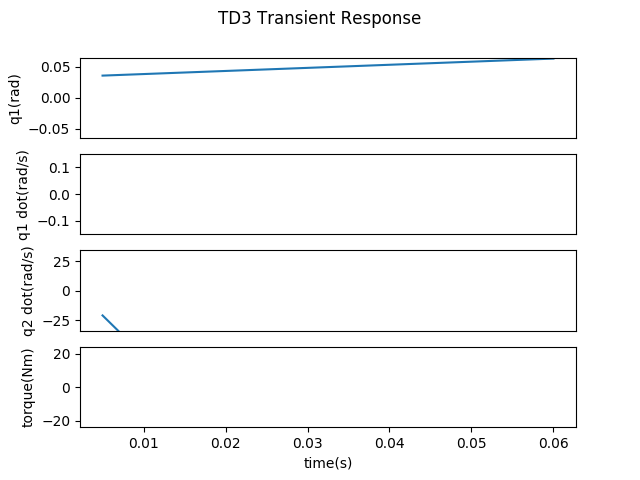 TD3 Transient Response
q1(rad)
0.05
0.00
−0.05
q1 dot(rad/s)
0.1
0.0
−0.1
q2 dot(rad/s)
25
0
−25
torque(Nm)
20
0
−20
0.01 0.02 0.03 0.04 0.05 0.06
time(s)